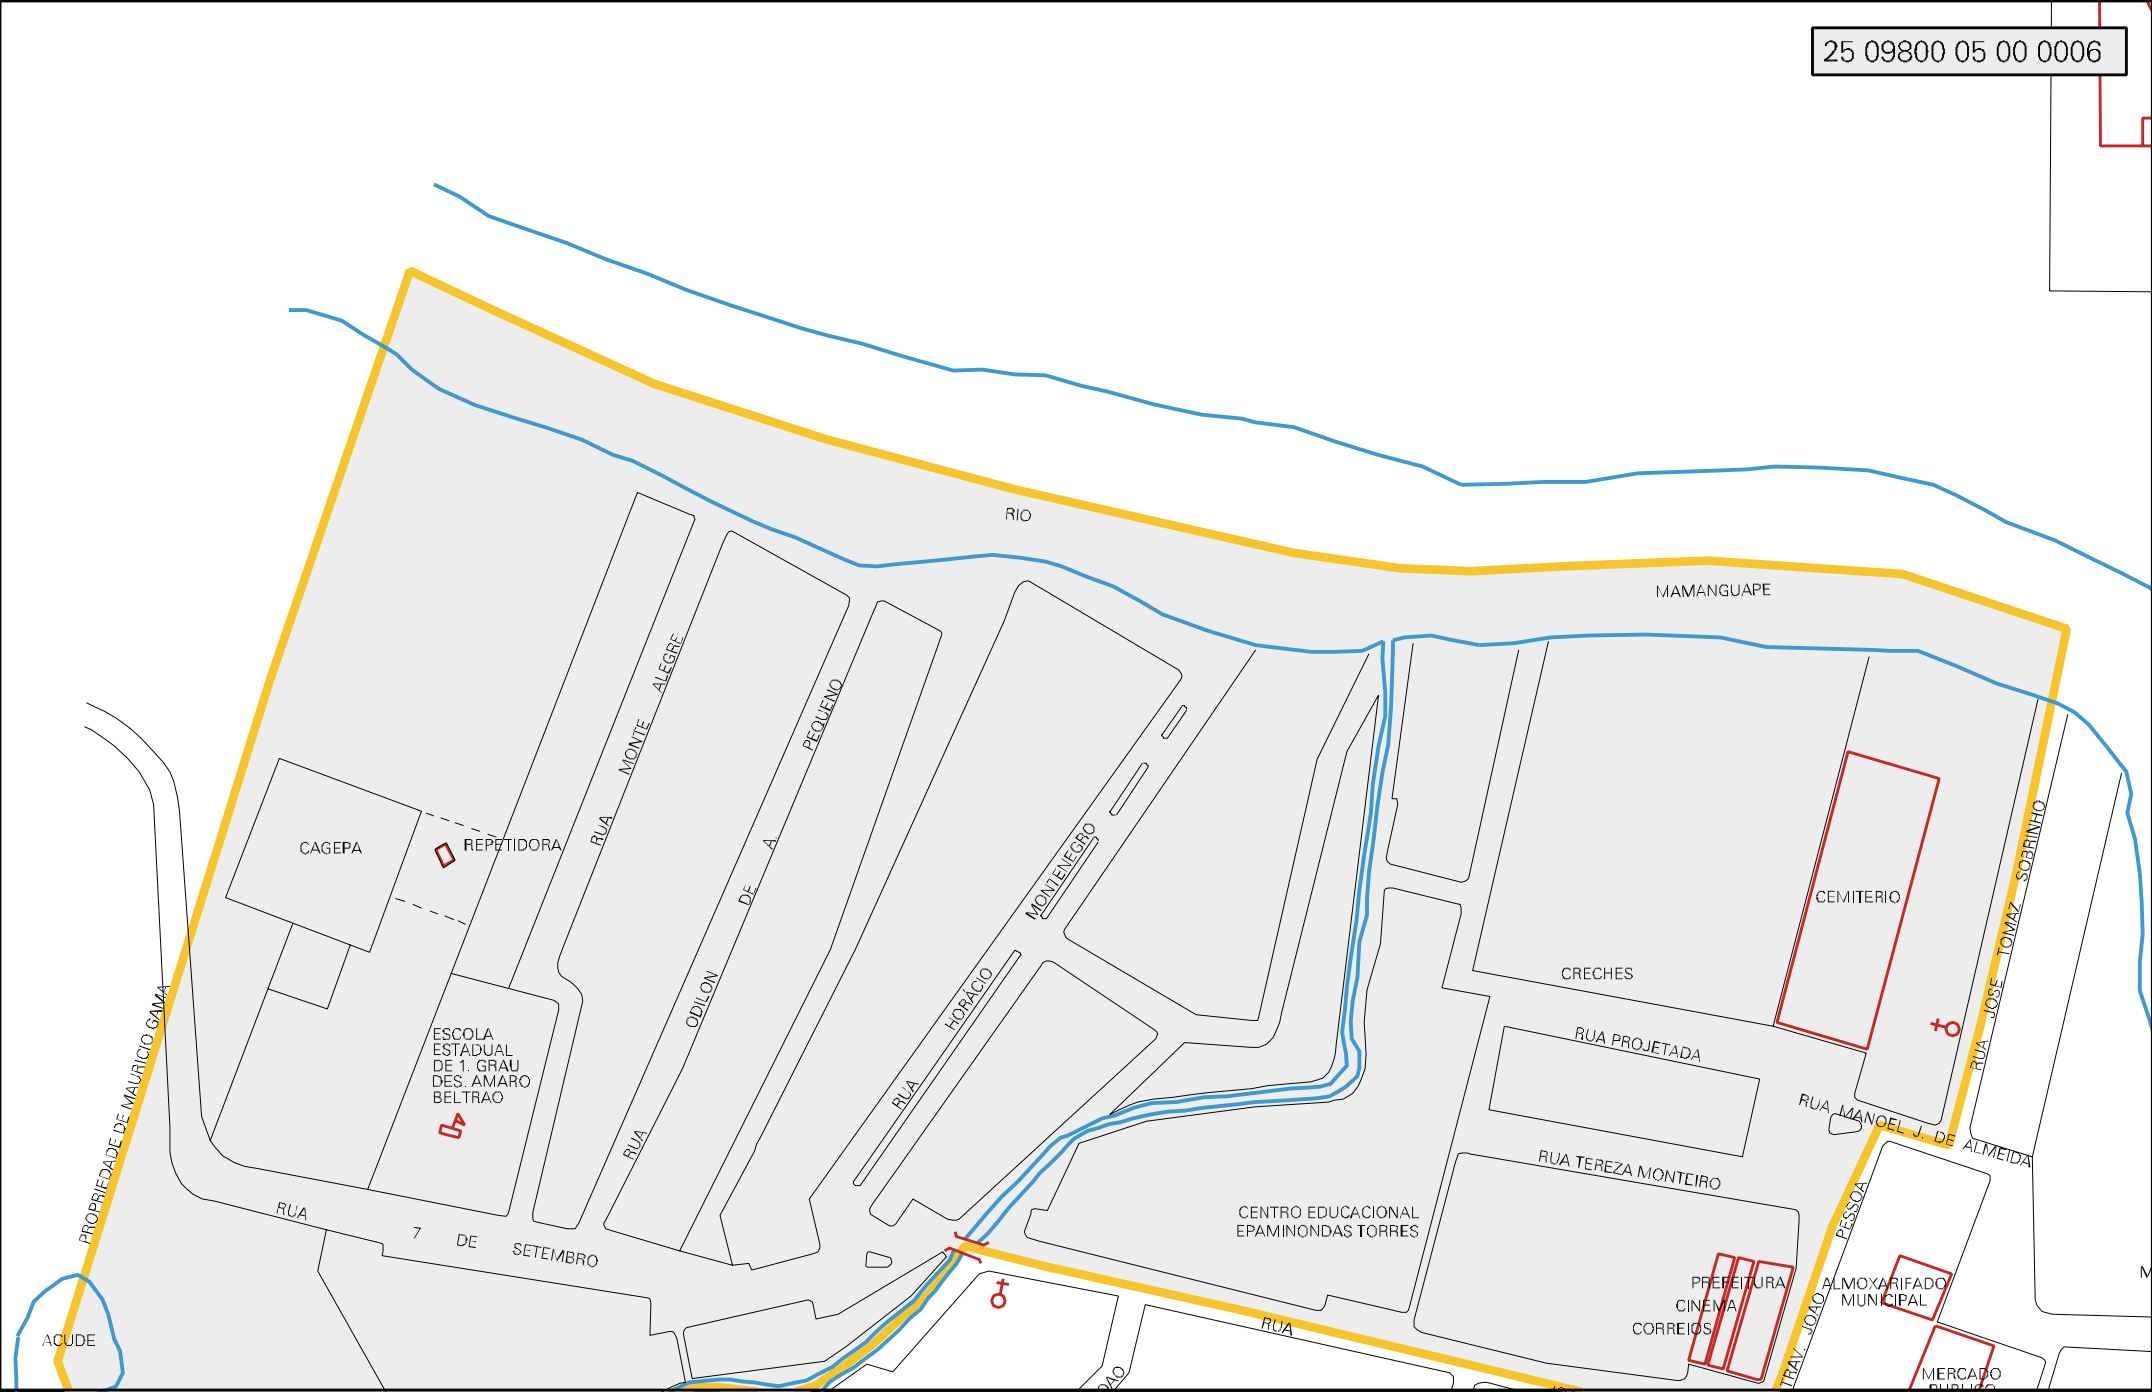 25 09800 05 00 0006
RIO
MAMANGUAPE
RUA MONTE ALEGRE
RUA ODILON DE A. PEQUENO
RUA HORÁCIO MONTENEGRO
CAGEPA
REPETIDORA
CEMITERIO
RUA JOSE TOMAZ SOBRINHO
CRECHES
ESCOLA
ESTADUAL
DE 1. GRAU
DES. AMARO
BELTRAO
RUA PROJETADA
PROPRIEDADE DE MAURICIO GAMA
RUA MANOEL J. DE ALMEIDA
RUA TEREZA MONTEIRO
RUA 7 DE SETEMBRO
CENTRO EDUCACIONAL
EPAMINONDAS TORRES
TRAV. JOAO PESSOA
PREFEITURA
CINEMA
CORREIOS
ALMOXARIFADO
MUNICIPAL
ACUDE
RUA
MERCADO
PUBLICO